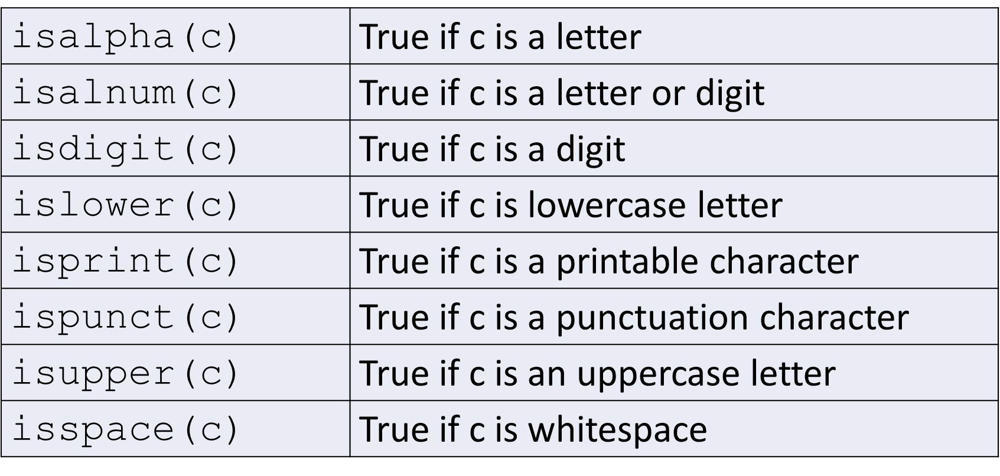 isalpha(c) True if c is a letter
isalnum(c) True if c is a letter or digit
isdigit(c) True if c is a digit
islower(c) True if c is lowercase letter
isprint(c) True if c is a printable character
ispunct(c) True if c is a punctuation character
isupper(c) True if c is an uppercase letter
isspace(c) True if c is whitespace